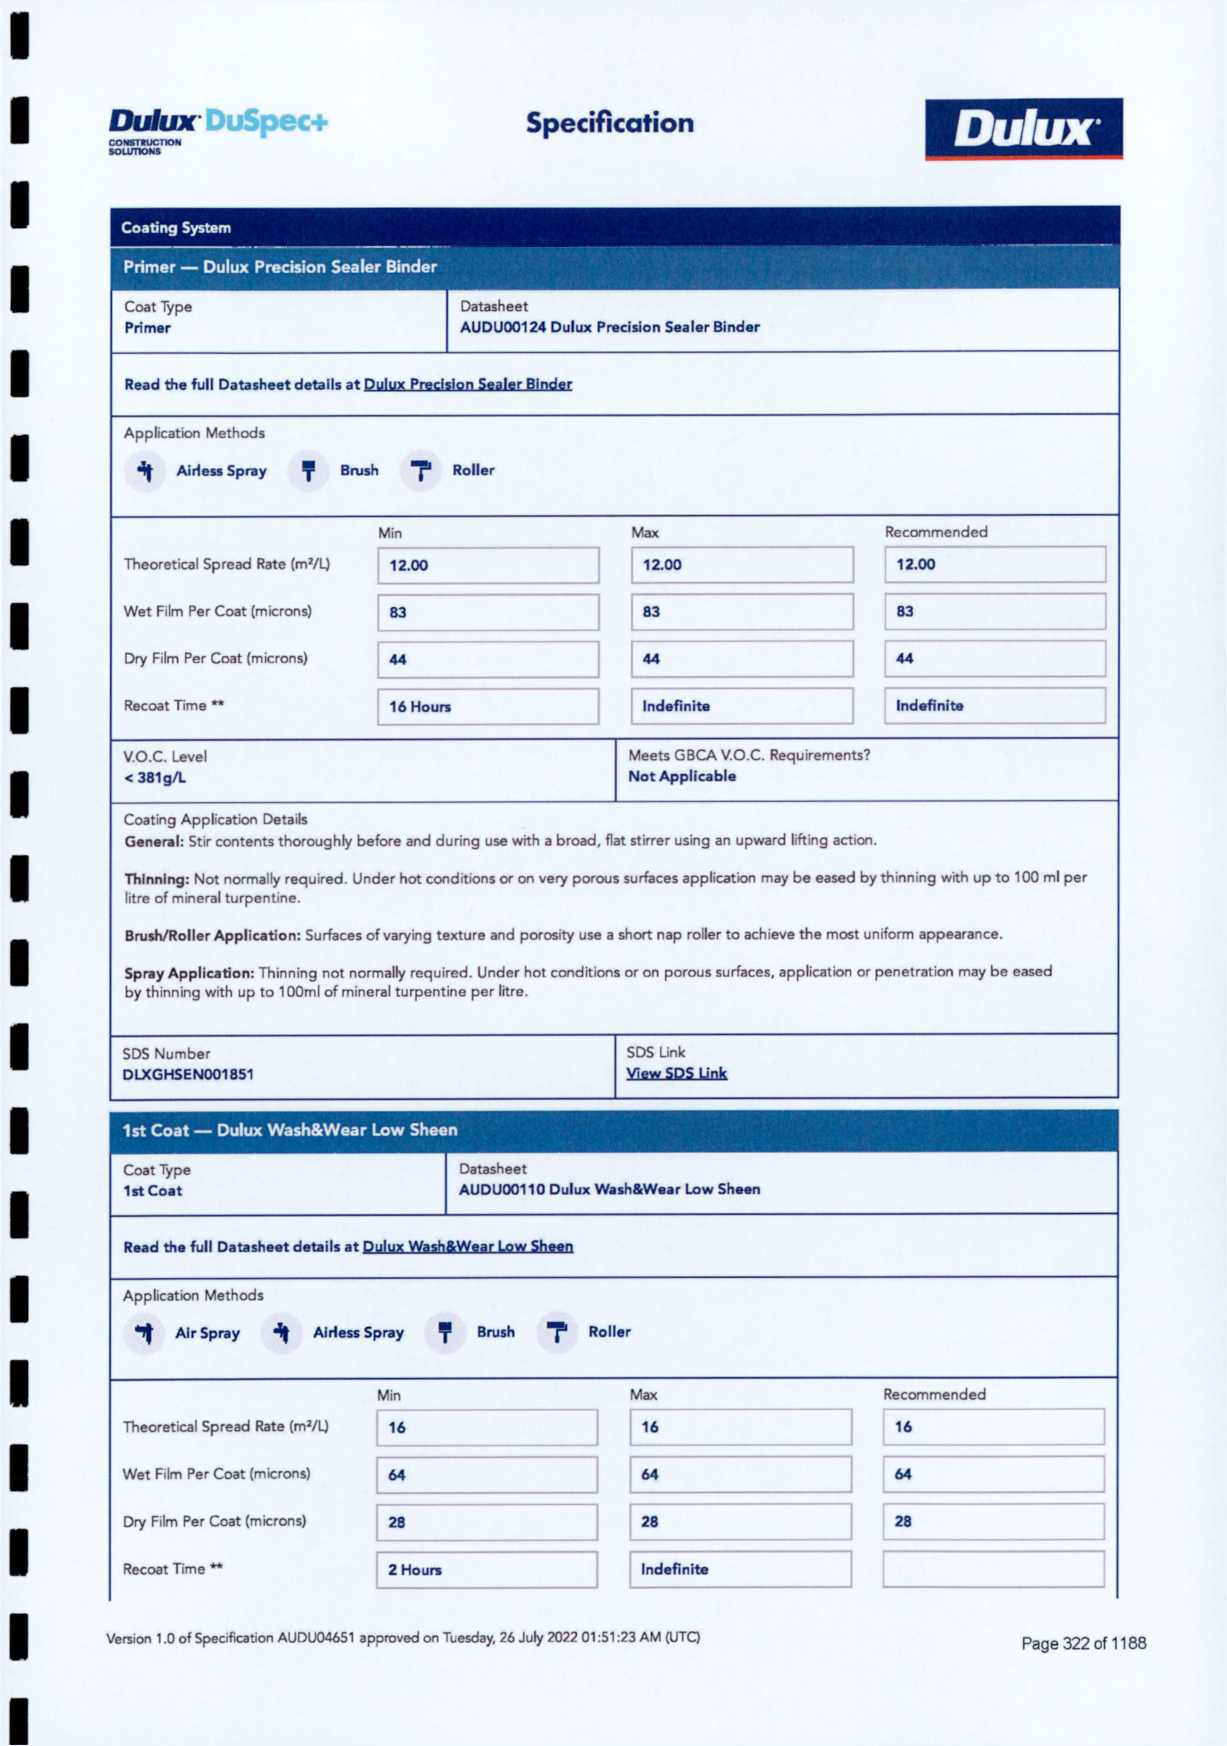 Dulux DuSpec+
CONSTRUCTION
SOLUTIONS
Specification
Dulux
Coating System
Primer — Dulux Precision Sealer Binder
Coat Type
Primer
Datasheet
AUDU00124 Dulux Precision Sealer Binder
Read the full Datasheet details at Dulux Precision Sealer Binder
Application Methods
Airless Spray Brush Roller
Min Max Recommended
Theoretical Spread Rate (m²/L) 12.00 12.00 12.00
Wet Film Per Coat (microns) 83 83 83
Dry Film Per Coat (microns) 44 44 44
Recoat Time ** 16 Hours Indefinite Indefinite
V.O.C. Level
< 381g/L
Meets GBCA V.O.C. Requirements?
Not Applicable
Coating Application Details
General: Stir contents thoroughly before and during use with a broad, flat stirrer using an upward lifting action.
Thinning: Not normally required. Under hot conditions or on very porous surfaces application may be eased by thinning with up to 100 ml per
litre of mineral turpentine.
Brush/Roller Application: Surfaces of varying texture and porosity use a short nap roller to achieve the most uniform appearance.
Spray Application: Thinning not normally required. Under hot conditions or on porous surfaces, application or penetration may be eased
by thinning with up to 100ml of mineral turpentine per litre.
SDS Number
DLXGHSEN001851
SDS Link
View SDS Link
1st Coat — Dulux Wash&Wear Low Sheen
Coat Type
1st Coat
Datasheet
AUDU00110 Dulux Wash&Wear Low Sheen
Read the full Datasheet details at Dulux Wash&Wear Low Sheen
Application Methods
Air Spray Airless Spray Brush Roller
Min Max Recommended
Theoretical Spread Rate (m²/L) 16 16 16
Wet Film Per Coat (microns) 64 64 64
Dry Film Per Coat (microns) 28 28 28
Recoat Time ** 2 Hours Indefinite
Version 1.0 of Specification AUDU04651 approved on Tuesday, 26 July 2022 01:51:23 AM (UTC)
Page 322 of 1188